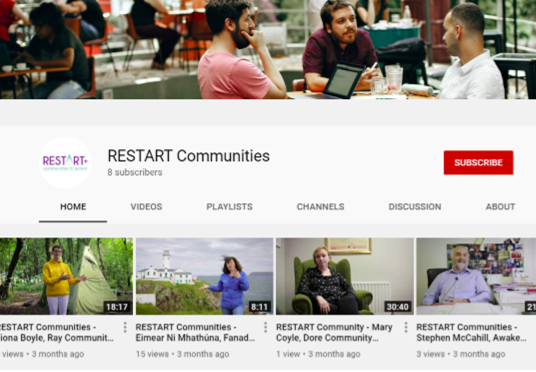 RESTART+
RESTART Communities
8 subscribers
SUBSCRIBE
HOME VIDEOS PLAYLISTS CHANNELS DISCUSSION ABOUT
18:17 8:11 30:40 21
ESTART Communities -
iona Boyle, Ray Communit...
views • 3 months ago
RESTART Communities -
Eimear Ni Mhathúna, Fanad...
15 views • 3 months ago
RESTART Community - Mary
Coyle, Dore Community...
1 view • 3 months ago
RESTART Communities -
Stephen McCahill, Awake...
3 views • 3 months ago